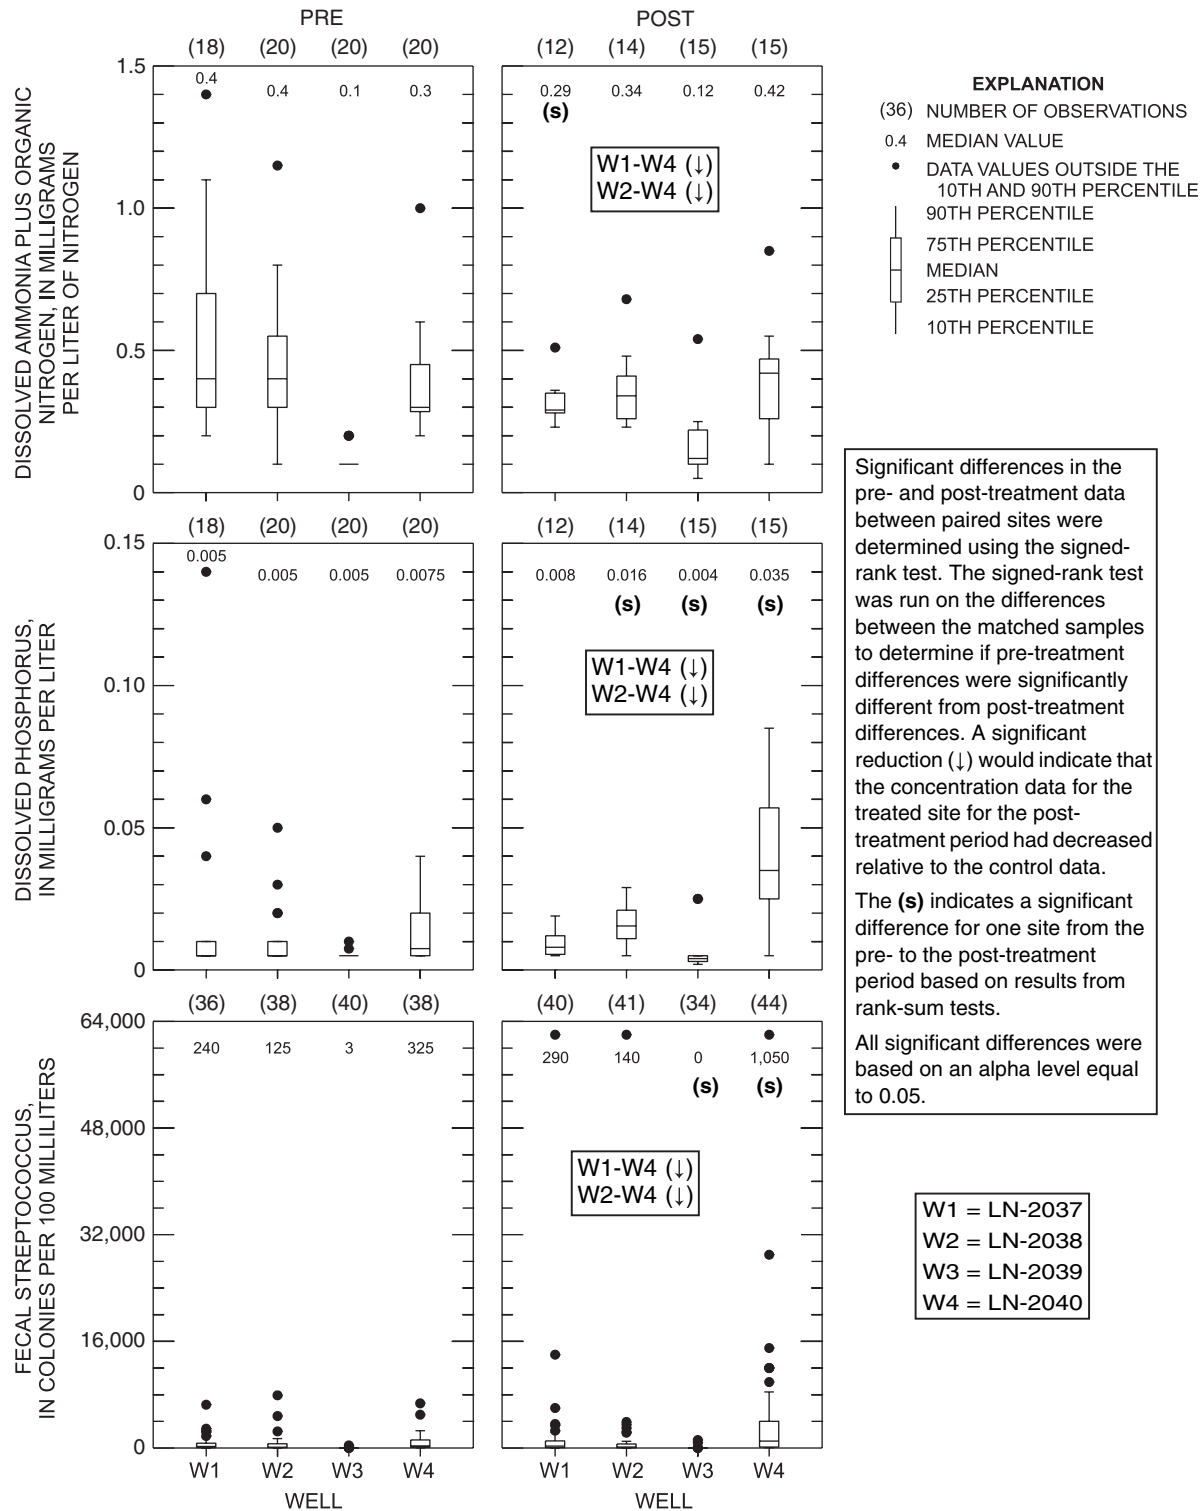 PRE
POST
(18) (20) (20) (20)
(12) (14) (15) (15)
DISSOLVED AMMONIA PLUS ORGANIC
NITROGEN, IN MILLIGRAMS
PER LITER OF NITROGEN
1.5
1.0
0.5
0
0.4 0.4 0.1 0.3
0.29 0.34 0.12 0.42
(s)
W1-W4 (↓)
W2-W4 (↓)
EXPLANATION
(36) NUMBER OF OBSERVATIONS
0.4 MEDIAN VALUE
DATA VALUES OUTSIDE THE
10TH AND 90TH PERCENTILE
90TH PERCENTILE
75TH PERCENTILE
MEDIAN
25TH PERCENTILE
10TH PERCENTILE
(18) (20) (20) (20)
(12) (14) (15) (15)
DISSOLVED PHOSPHORUS,
IN MILLIGRAMS PER LITER
0.15
0.10
0.05
0
0.005 0.005 0.005 0.0075
0.008 0.016 0.004 0.035
(s) (s) (s)
W1-W4 (↓)
W2-W4 (↓)
Significant differences in the
pre- and post-treatment data
between paired sites were
determined using the signed-
rank test. The signed-rank test
was run on the differences
between the matched samples
to determine if pre-treatment
differences were significantly
different from post-treatment
differences. A significant
reduction (↓) would indicate that
the concentration data for the
treated site for the post-
treatment period had decreased
relative to the control data.
The (s) indicates a significant
difference for one site from the
pre- to the post-treatment
period based on results from
rank-sum tests.
All significant differences were
based on an alpha level equal
to 0.05.
(36) (38) (40) (38)
(40) (41) (34) (44)
FECAL STREPTOCOCCUS,
IN COLONIES PER 100 MILLILITERS
64,000
48,000
32,000
16,000
0
240 125 3 325
290 140 0 1,050
(s) (s)
W1-W4 (↓)
W2-W4 (↓)
W1 = LN-2037
W2 = LN-2038
W3 = LN-2039
W4 = LN-2040
W1 W2 W3 W4
W1 W2 W3 W4
WELL
WELL